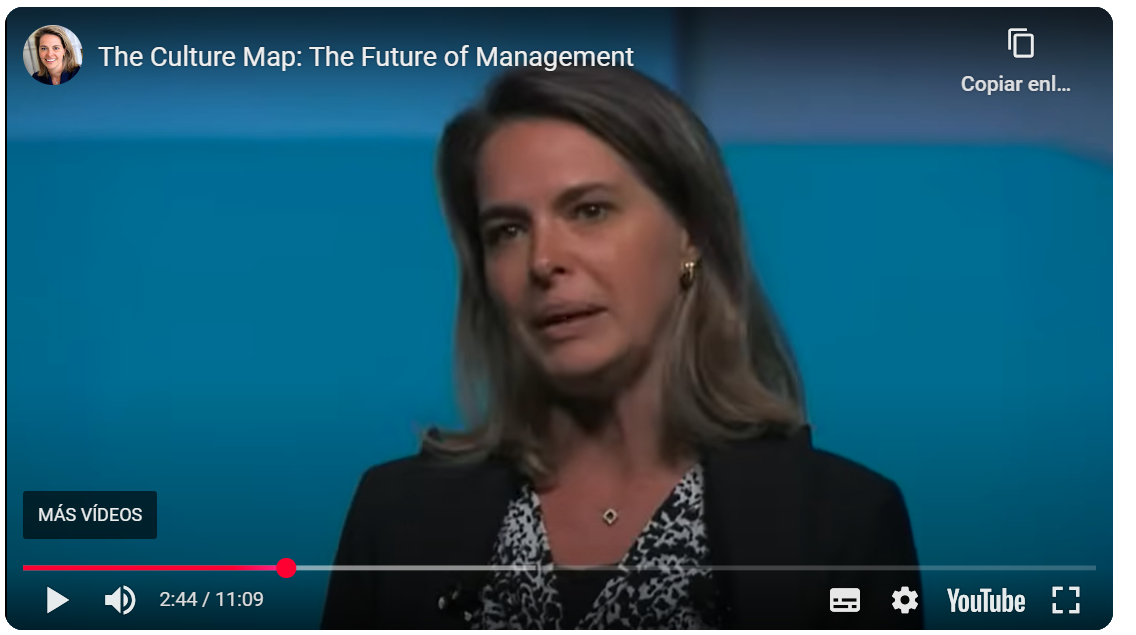 The Culture Map: The Future of Management
Copiar enl...
MÁS VÍDEOS
2:44 / 11:09
YouTube